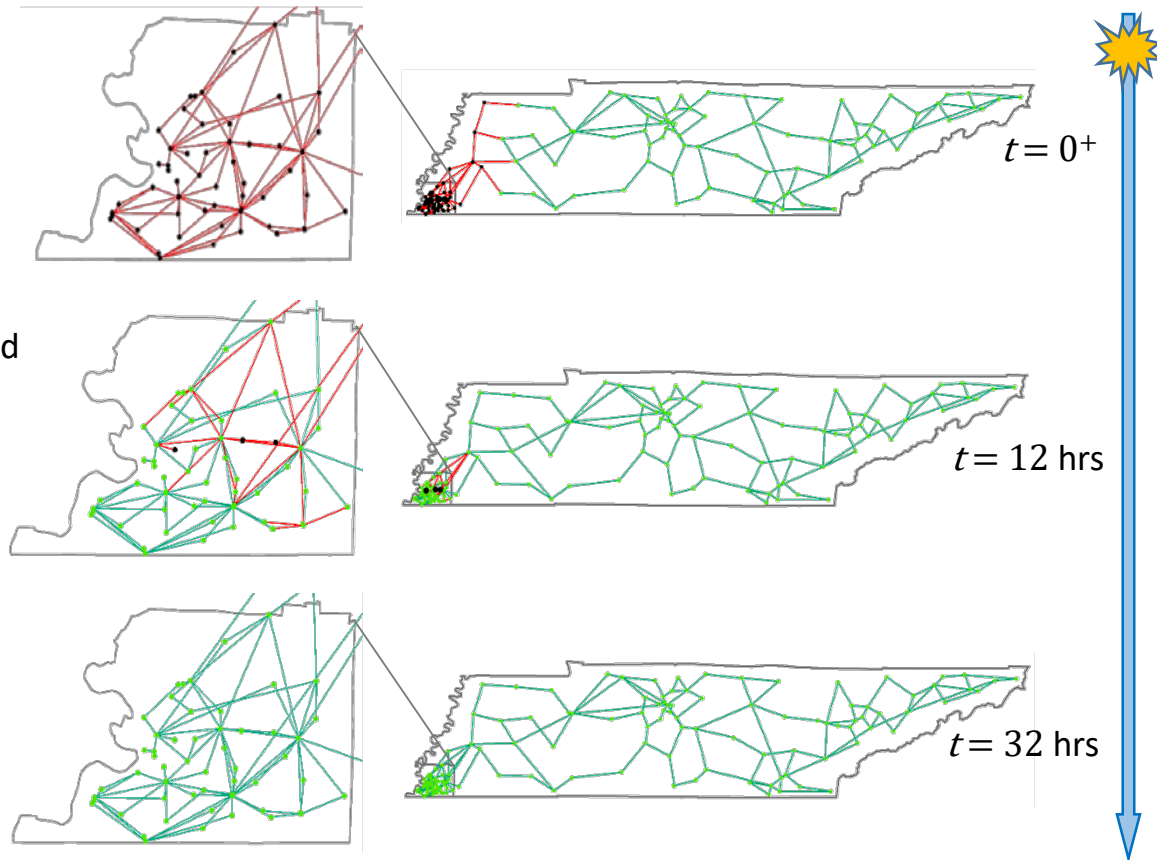 t = 0⁺
d
t = 12 hrs
t = 32 hrs